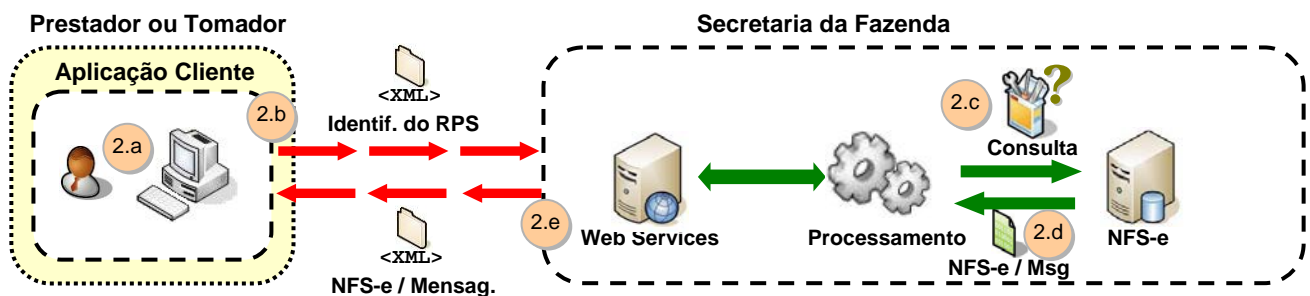 Prestador ou Tomador
Secretaria da Fazenda
Aplicação Cliente
<XML>
Identif. do RPS
2.a
2.b
2.c
Consulta
2.e
Web Services
Processamento
2.d
NFS-e / Msg
NFS-e
<XML>
NFS-e / Mensag.